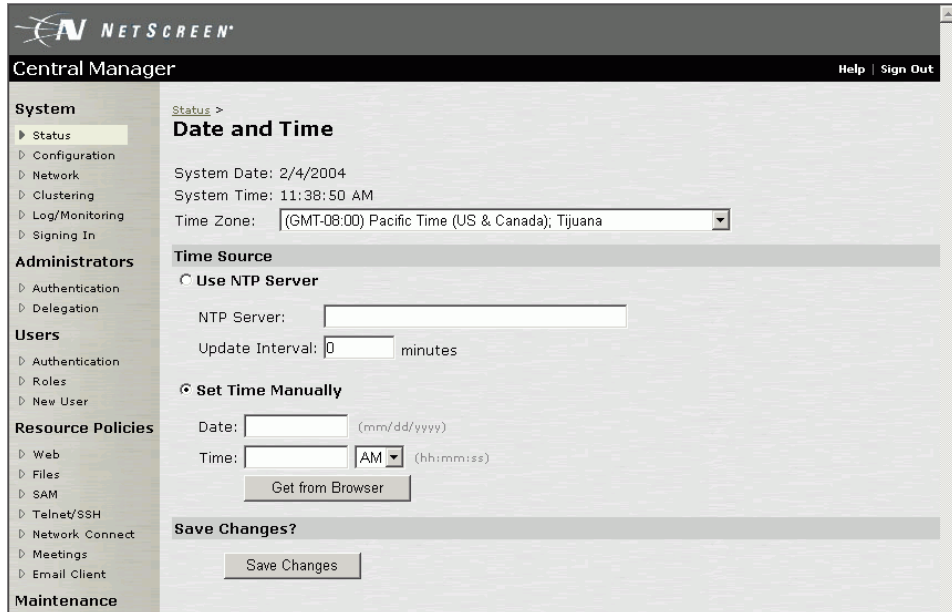 NETSCREEN
Central Manager
Help | Sign Out
System
Status
Configuration
Network
Clustering
Log/Monitoring
Signing In
Administrators
Authentication
Delegation
Users
Authentication
Roles
New User
Resource Policies
Web
Files
SAM
Telnet/SSH
Network Connect
Meetings
Email Client
Maintenance
Status >
Date and Time
System Date: 2/4/2004
System Time: 11:38:50 AM
Time Zone: (GMT-08:00) Pacific Time (US & Canada); Tijuana
Time Source
Use NTP Server
NTP Server:
Update Interval: 0 minutes
Set Time Manually
Date: (mm/dd/yyyy)
Time: AM (hh:mm:ss)
Get from Browser
Save Changes?
Save Changes